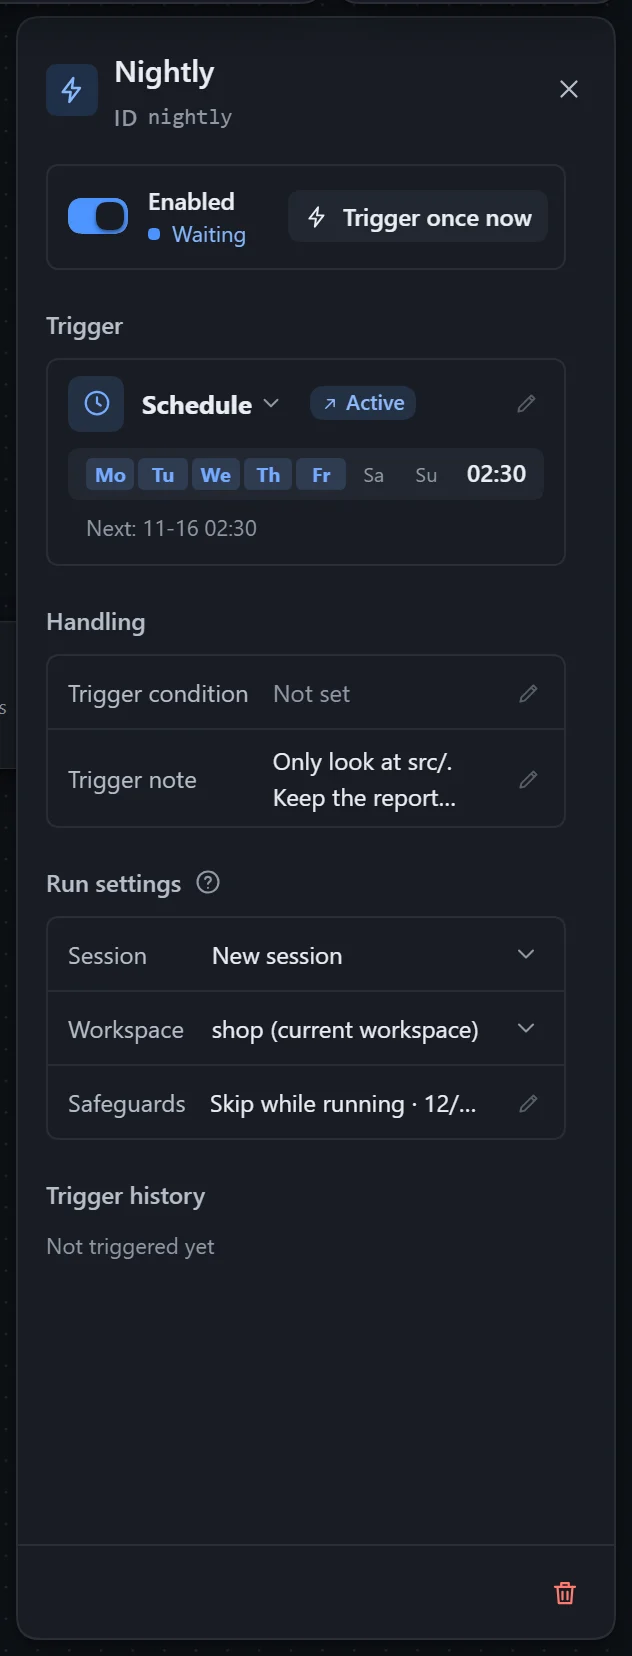 Nightly
ID nightly
Enabled
Waiting
Trigger once now
Trigger
Schedule
Active
Mo Tu We Th Fr Sa Su 02:30
Next: 11-16 02:30
Handling
Trigger condition Not set
Trigger note
Only look at src/.
Keep the report...
Run settings
Session New session
Workspace shop (current workspace)
Safeguards Skip while running · 12/...
Trigger history
Not triggered yet
s